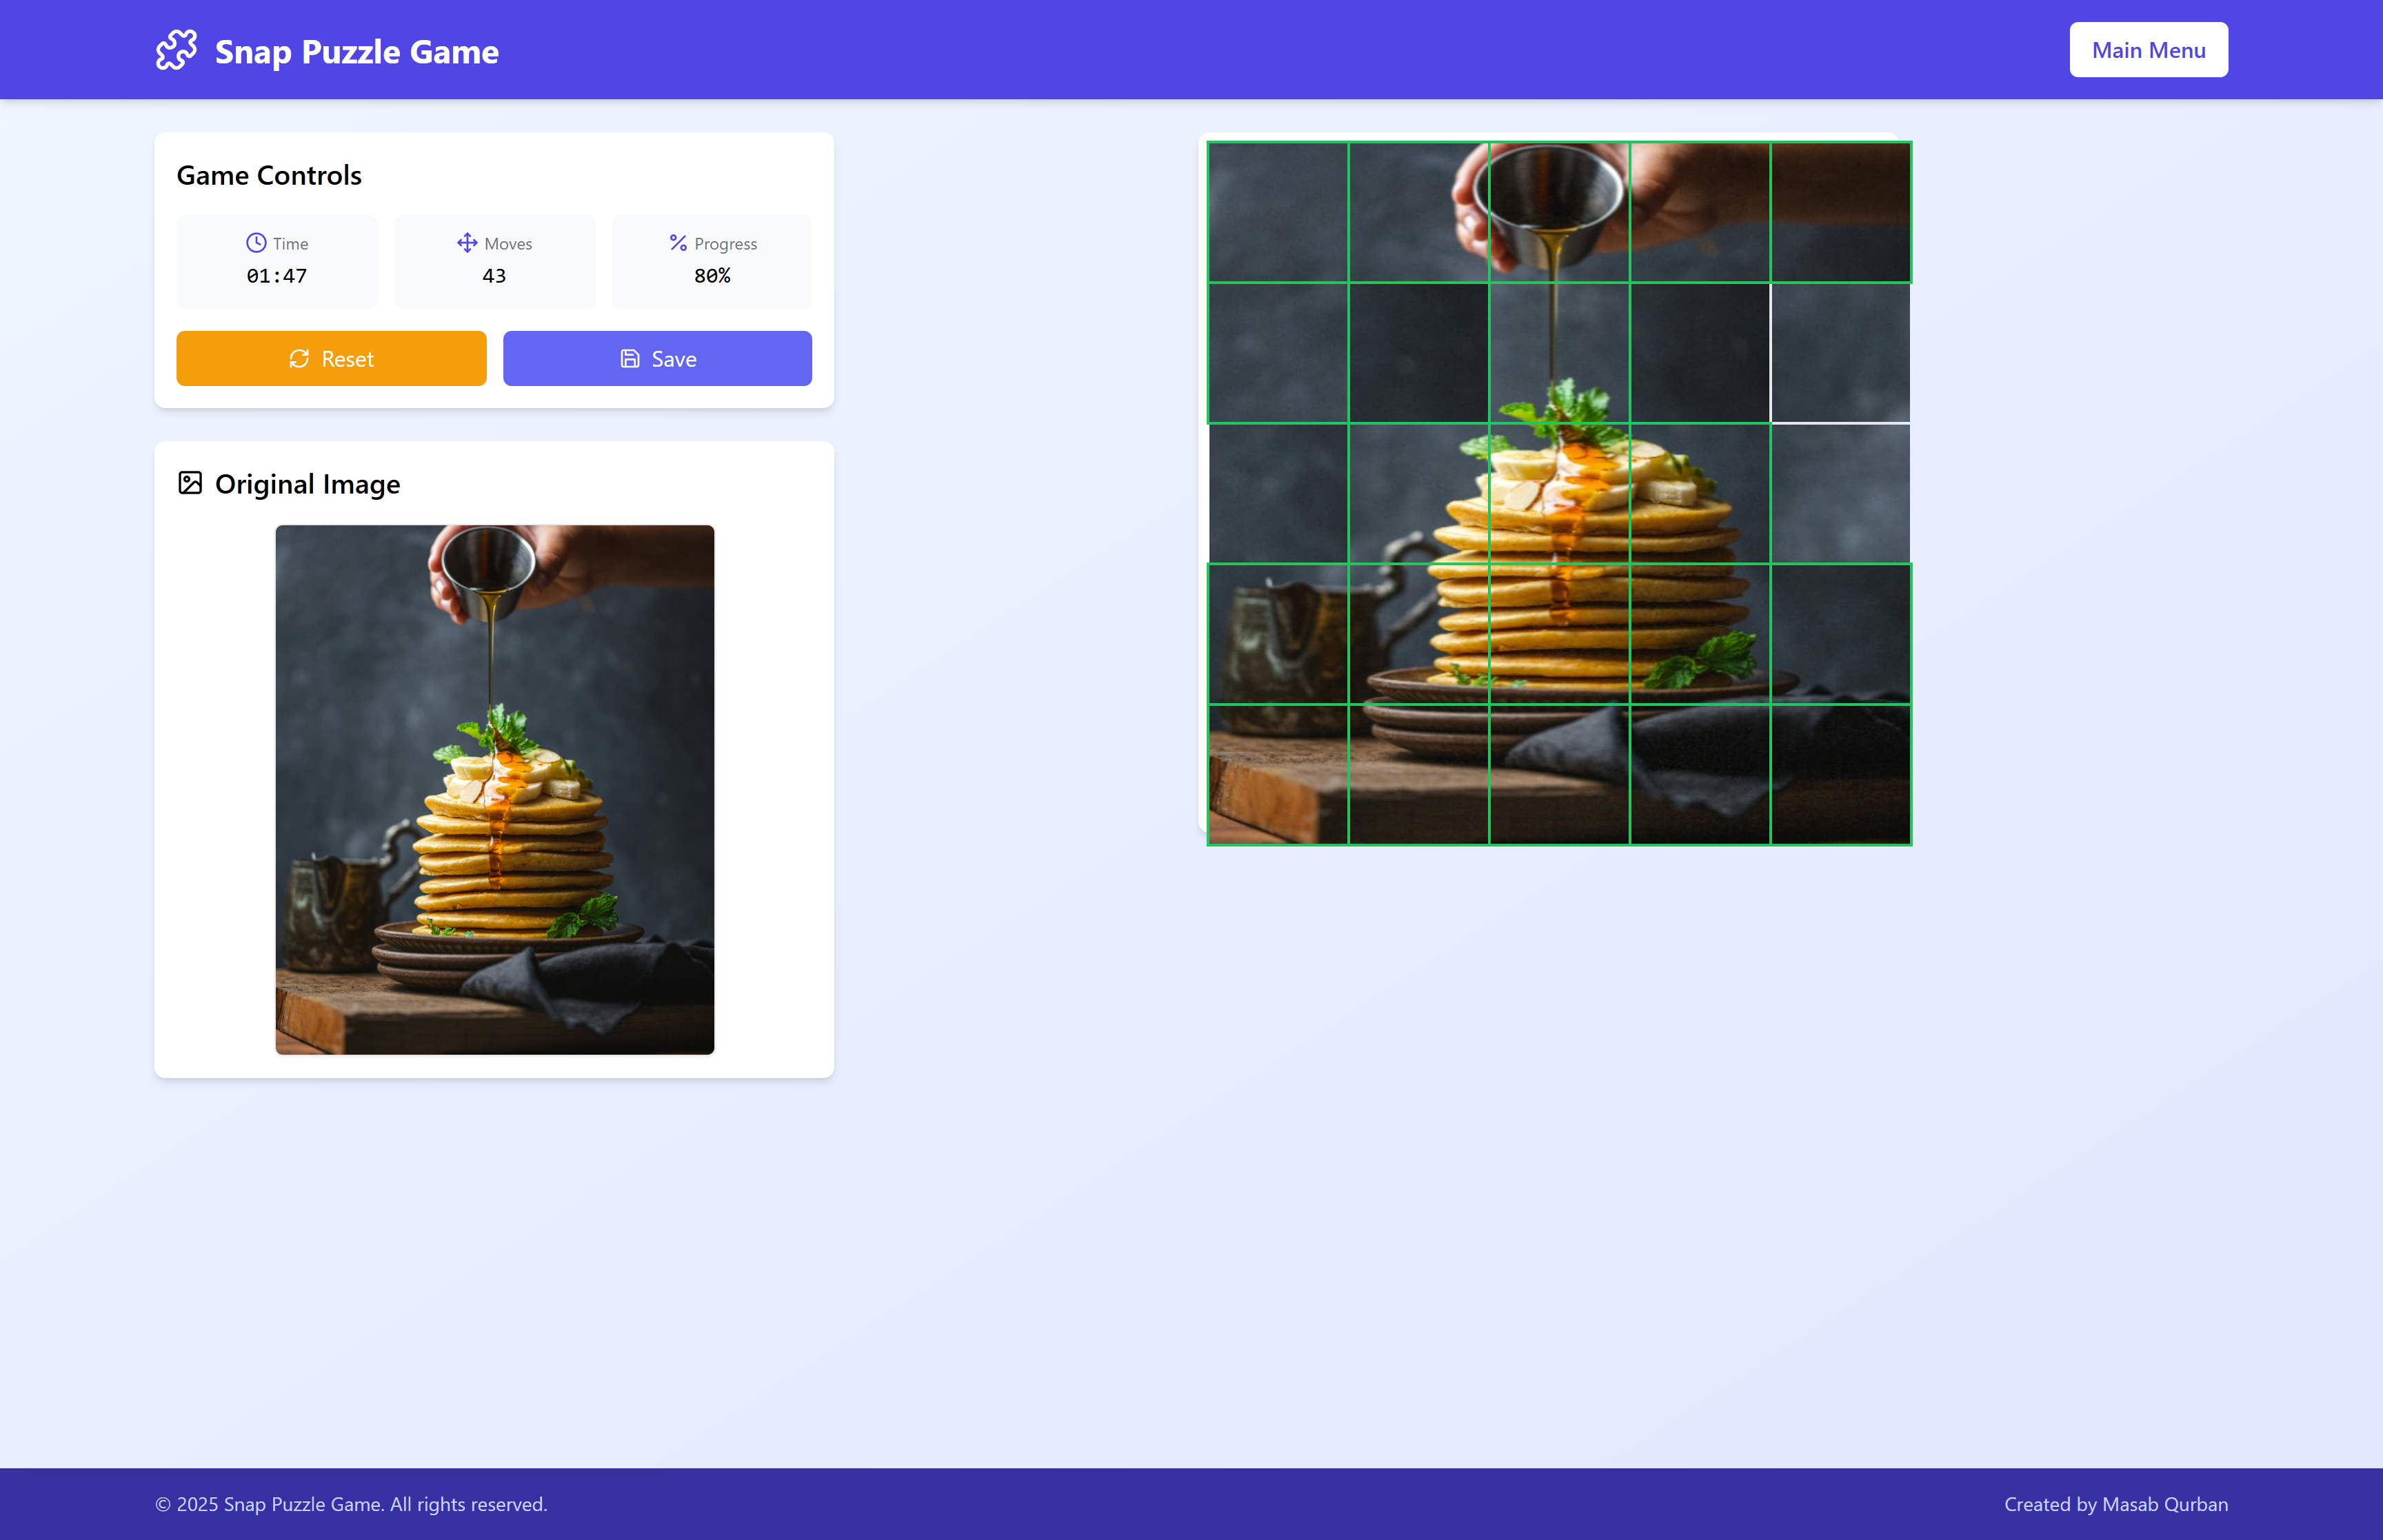 Snap Puzzle Game
Main Menu
Game Controls
Time
01:47
Moves
43
Progress
80%
Reset
Save
Original Image
© 2025 Snap Puzzle Game. All rights reserved.
Created by Masab Qurban